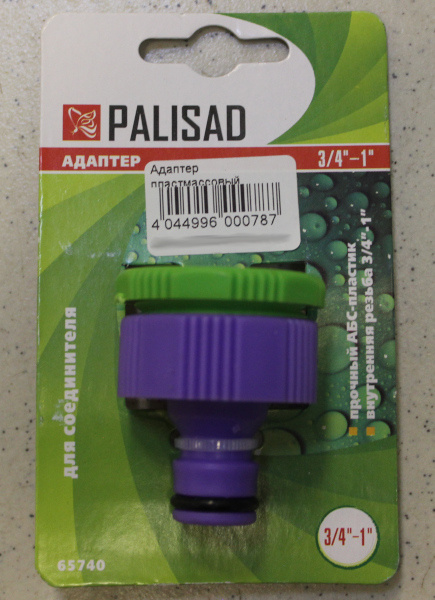 PALISAD
АДАПТЕР
3/4"–1"
Адаптер
пластмассовый
4 044996 000787
прочный АБС-пластик
внутренняя резьба 3/4"-1"
для соединителя
3/4"–1"
65740